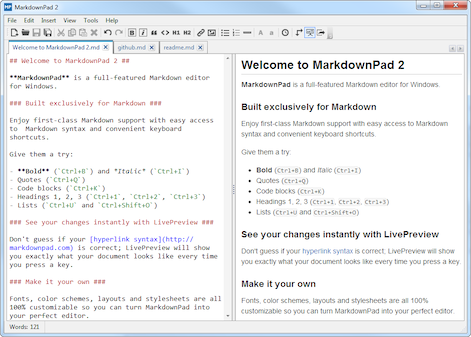 MarkdownPad 2
File Edit Insert View Tools Help
B I H1 H2
Welcome to MarkdownPad 2.md github.md readme.md
## Welcome to MarkdownPad 2 ##
**MarkdownPad** is a full-featured Markdown editor
for Windows.
### Built exclusively for Markdown ###
Enjoy first-class Markdown support with easy access
to  Markdown syntax and convenient keyboard
shortcuts.
Give them a try:
- **Bold** (`Ctrl+B`) and *Italic* (`Ctrl+I`)
- Quotes (`Ctrl+Q`)
- Code blocks (`Ctrl+K`)
- Headings 1, 2, 3 (`Ctrl+1`, `Ctrl+2`, `Ctrl+3`)
- Lists (`Ctrl+U` and `Ctrl+Shift+O`)
### See your changes instantly with LivePreview ###
Don't guess if your [hyperlink syntax](http://
markdownpad.com) is correct; LivePreview will show
you exactly what your document looks like every time
you press a key.
### Make it your own ###
Fonts, color schemes, layouts and stylesheets are all
100% customizable so you can turn MarkdownPad into
your perfect editor.
Welcome to MarkdownPad 2
MarkdownPad is a full-featured Markdown editor for Windows.
Built exclusively for Markdown
Enjoy first-class Markdown support with easy access to Markdown
syntax and convenient keyboard shortcuts.
Give them a try:
• Bold (Ctrl+B) and Italic (Ctrl+I)
• Quotes (Ctrl+Q)
• Code blocks (Ctrl+K)
• Headings 1, 2, 3 (Ctrl+1, Ctrl+2, Ctrl+3)
• Lists (Ctrl+U and Ctrl+Shift+O)
See your changes instantly with LivePreview
Don't guess if your hyperlink syntax is correct; LivePreview will show
you exactly what your document looks like every time you press a key.
Make it your own
Fonts, color schemes, layouts and stylesheets are all 100%
customizable so you can turn MarkdownPad into your perfect editor.
Words: 121